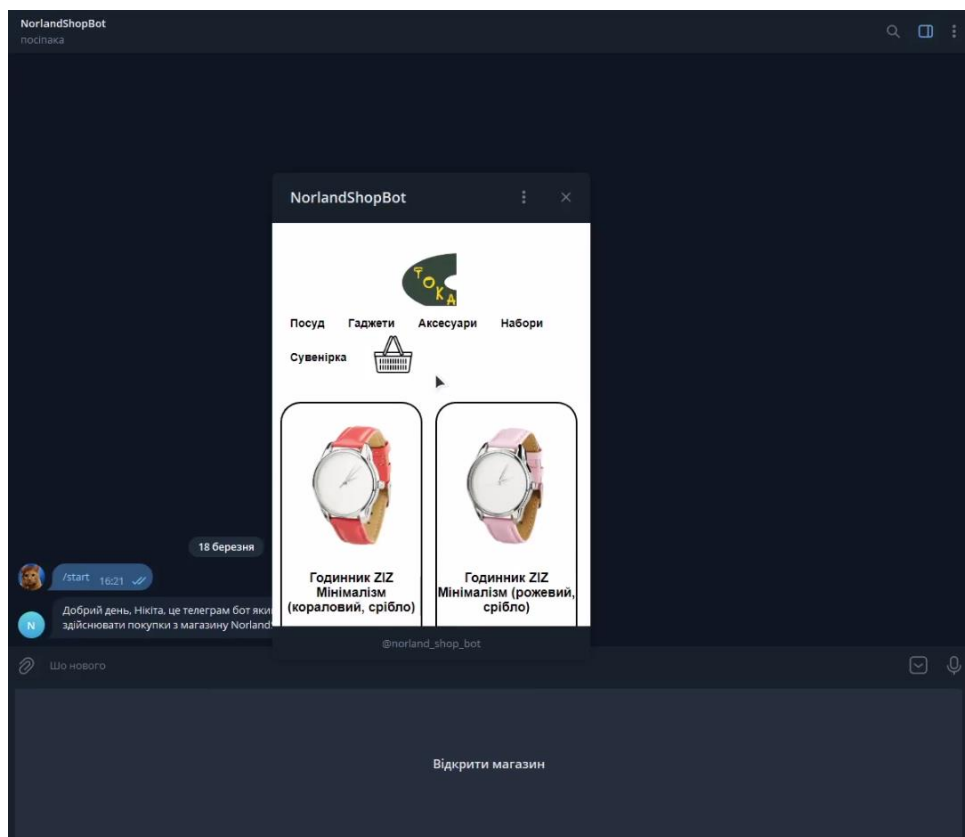 NorlandShopBot
посіпака
NorlandShopBot
ТОКА
Посуд Гаджети Аксесуари Набори
Сувенірка
Годинник ZIZ
Мінімалізм
(кораловий, срібло)
Годинник ZIZ
Мінімалізм (рожевий,
срібло)
@norland_shop_bot
18 березня
/start 16:21
Добрий день, Нікіта, це телеграм бот
здійснювати покупки з магазину Norland
N
Шо нового
Відкрити магазин